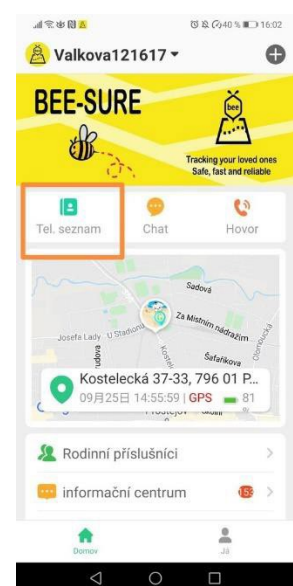 40 % 16:02
Valkova121617
BEE-SURE
bee
Tracking your loved ones
Safe, fast and reliable
Tel. seznam
Chat
Hovor
Sadová
Za Místním nádražím
Josefa Lady
U Stadionu
Šafaříkova
Olomoucká
Kostelecká 37-33, 796 01 P...
09月25日 14:55:59 | GPS 81
Rodinní příslušníci
informační centrum
153
Domov
Já